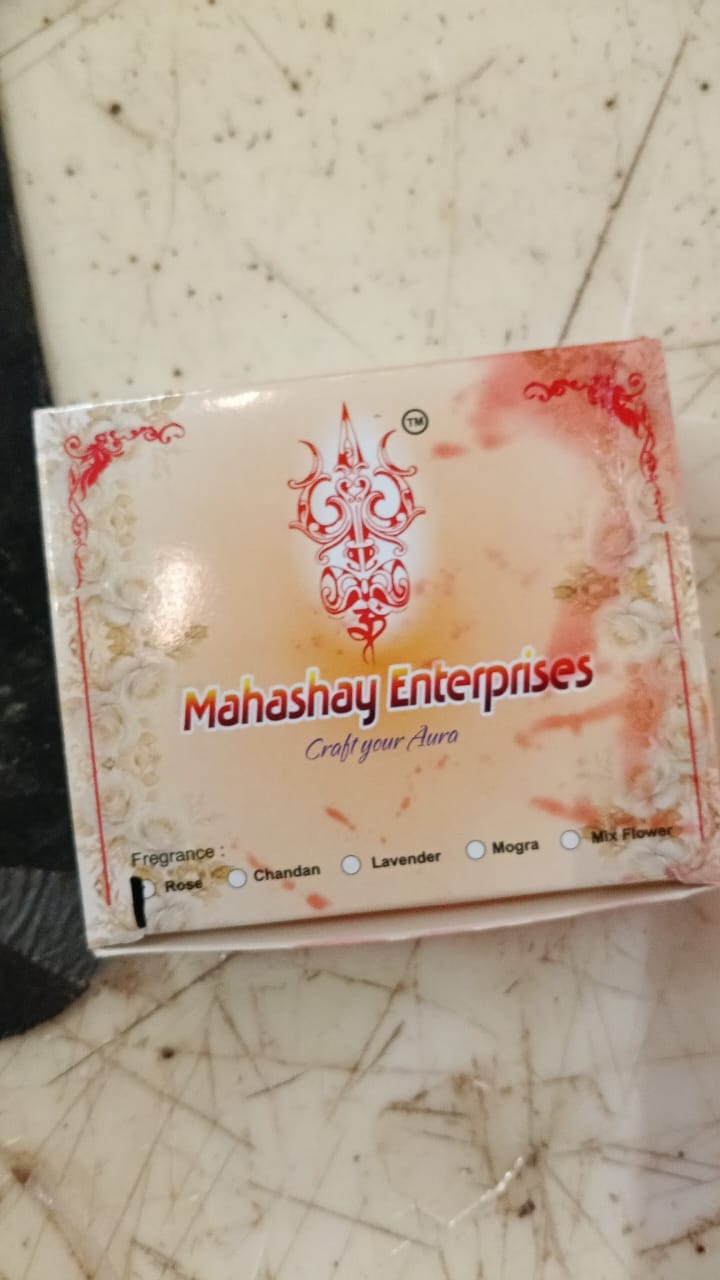 TM
Mahashay Enterprises
Craft your Aura
Fregrance :
Rose Chandan Lavender Mogra Mix Flower